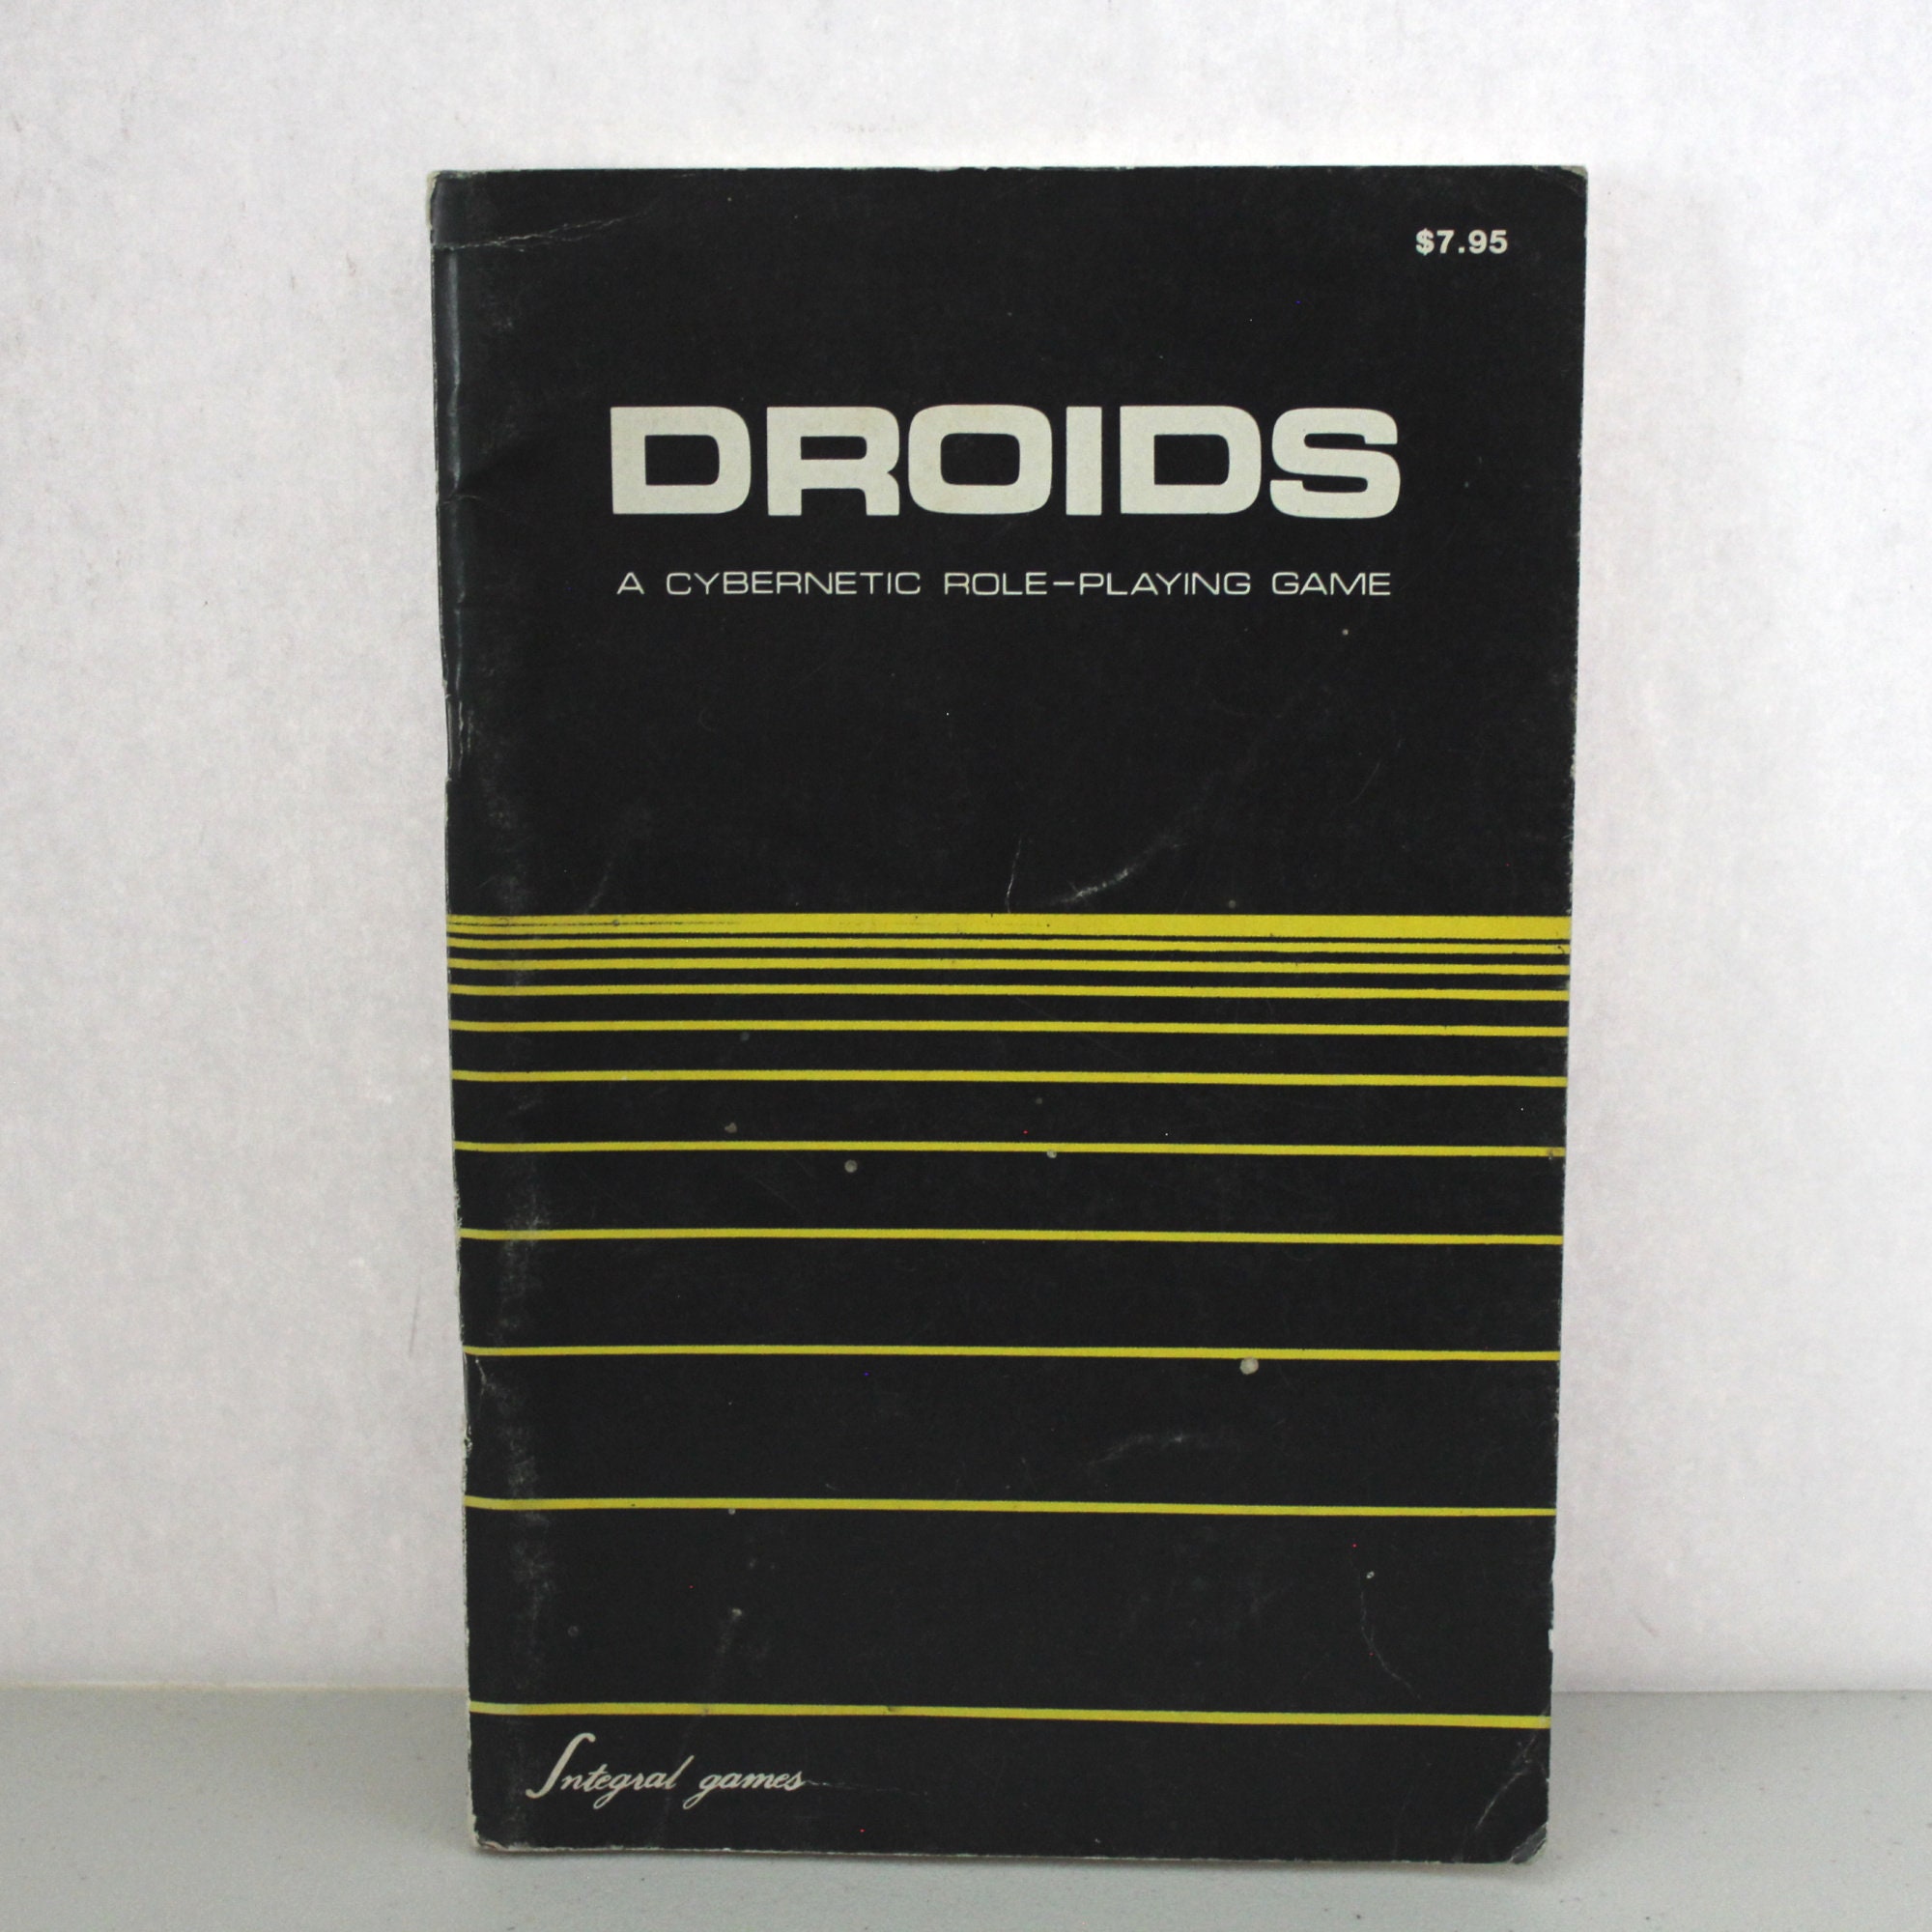 $7.95
DROIDS
A CYBERNETIC ROLE-PLAYING GAME
Integral games